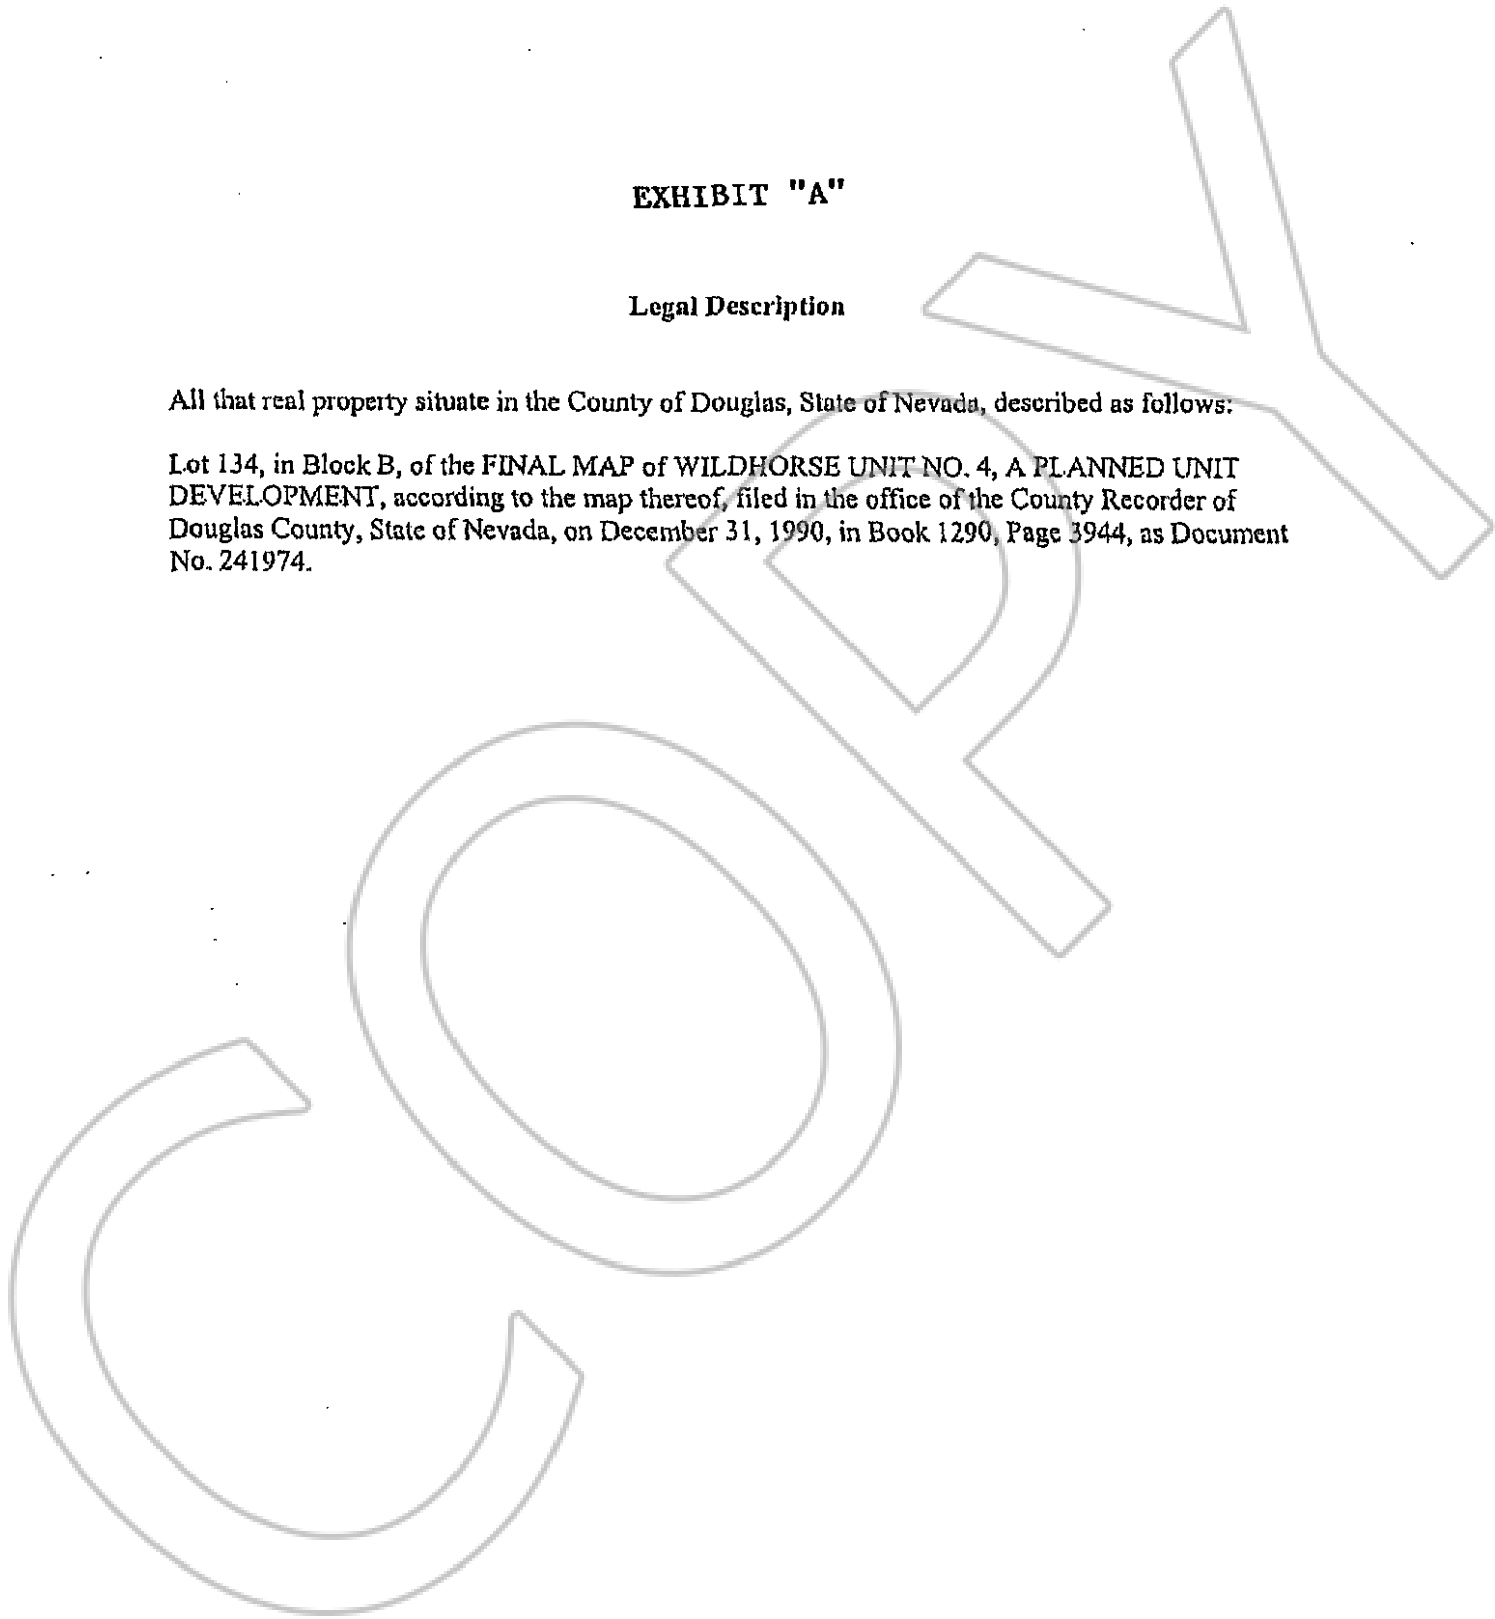 EXHIBIT "A"
Legal Description
All that real property situate in the County of Douglas, State of Nevada, described as follows:
Lot 134, in Block B, of the FINAL MAP of WILDHORSE UNIT NO. 4, A PLANNED UNIT
DEVELOPMENT, according to the map thereof, filed in the office of the County Recorder of
Douglas County, State of Nevada, on December 31, 1990, in Book 1290, Page 3944, as Document
No. 241974.
COPY